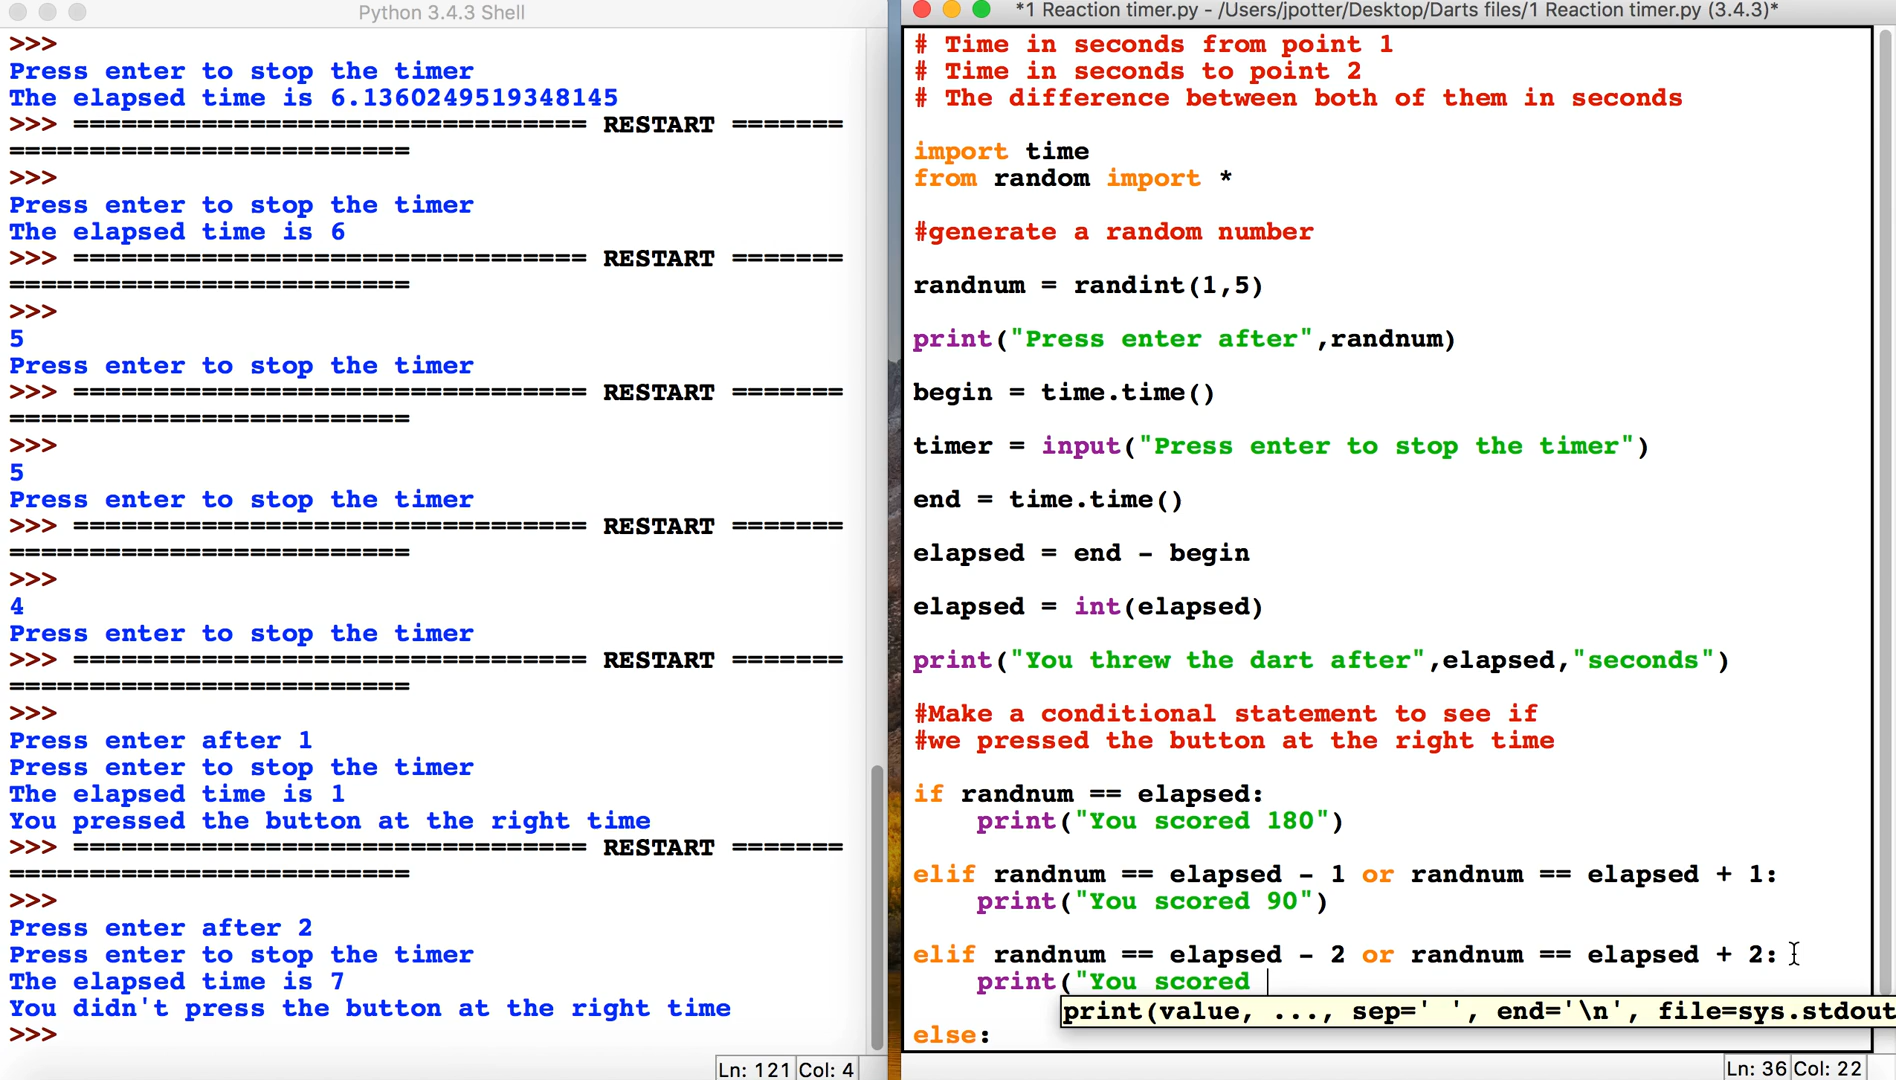 Python 3.4.3 Shell
>>>
Press enter to stop the timer
The elapsed time is 6.1360249519348145
>>> ================================ RESTART =======
=========================
>>>
Press enter to stop the timer
The elapsed time is 6
>>> ================================ RESTART =======
=========================
>>>
5
Press enter to stop the timer
>>> ================================ RESTART =======
=========================
>>>
5
Press enter to stop the timer
>>> ================================ RESTART =======
=========================
>>>
4
Press enter to stop the timer
>>> ================================ RESTART =======
=========================
>>>
Press enter after 1
Press enter to stop the timer
The elapsed time is 1
You pressed the button at the right time
>>> ================================ RESTART =======
=========================
>>>
Press enter after 2
Press enter to stop the timer
The elapsed time is 7
You didn't press the button at the right time
>>>
Ln: 121 Col: 4
*1 Reaction timer.py - /Users/jpotter/Desktop/Darts files/1 Reaction timer.py (3.4.3)*
# Time in seconds from point 1
# Time in seconds to point 2
# The difference between both of them in seconds
import time
from random import *
#generate a random number
randnum = randint(1,5)
print("Press enter after",randnum)
begin = time.time()
timer = input("Press enter to stop the timer")
end = time.time()
elapsed = end - begin
elapsed = int(elapsed)
print("You threw the dart after",elapsed,"seconds")
#Make a conditional statement to see if
#we pressed the button at the right time
if randnum == elapsed:
    print("You scored 180")
elif randnum == elapsed - 1 or randnum == elapsed + 1:
    print("You scored 90")
elif randnum == elapsed - 2 or randnum == elapsed + 2:
    print("You scored
print(value, ..., sep=' ', end='\n', file=sys.stdout
else:
Ln: 36 Col: 22